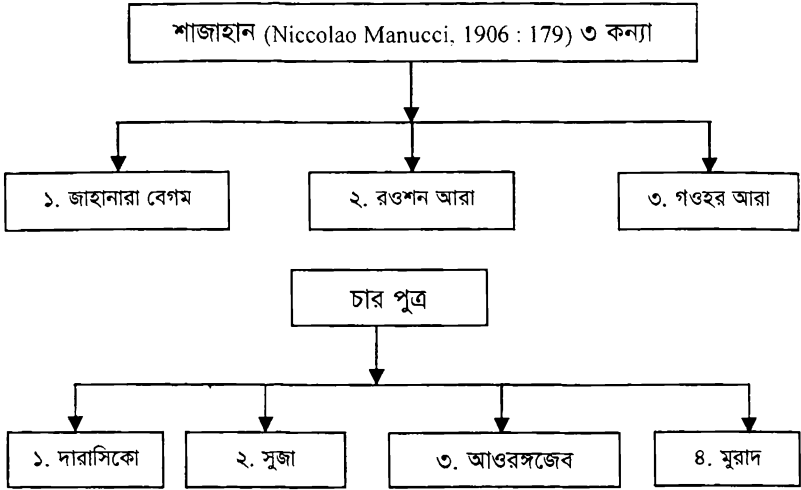 শাজাহান (Niccolao Manucci, 1906 : 179) ৩ কন্যা
১. জাহানারা বেগম
২. রওশন আরা
৩. গওহর আরা
চার পুত্র
১. দারাসিকো
২. সুজা
৩. আওরঙ্গজেব
৪. মুরাদ